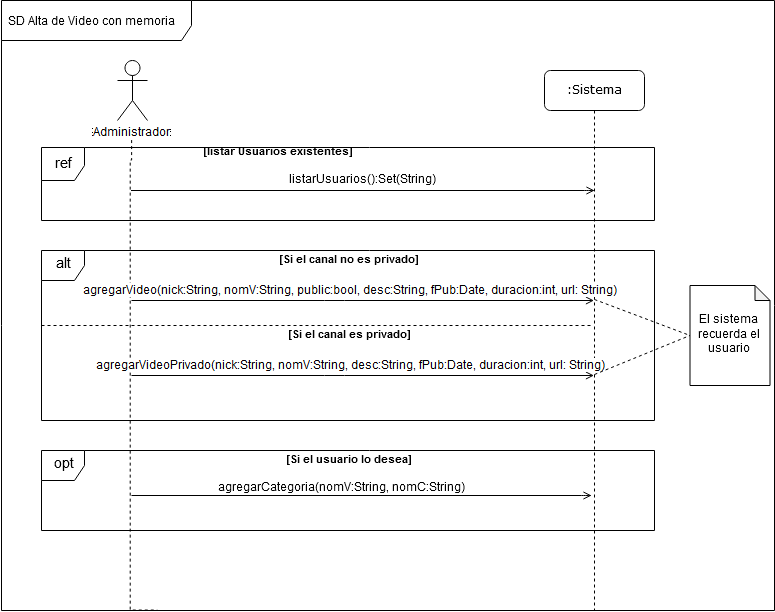 SD Alta de Video con memoria
:Sistema
:Administrador
ref
[listar Usuarios existentes]
listarUsuarios():Set(String)
alt
[Si el canal no es privado]
agregarVideo(nick:String, nomV:String, public:bool, desc:String, fPub:Date, duracion:int, url: String)
[Si el canal es privado]
agregarVideoPrivado(nick:String, nomV:String, desc:String, fPub:Date, duracion:int, url: String)
El sistema
recuerda el
usuario
opt
[Si el usuario lo desea]
agregarCategoria(nomV:String, nomC:String)